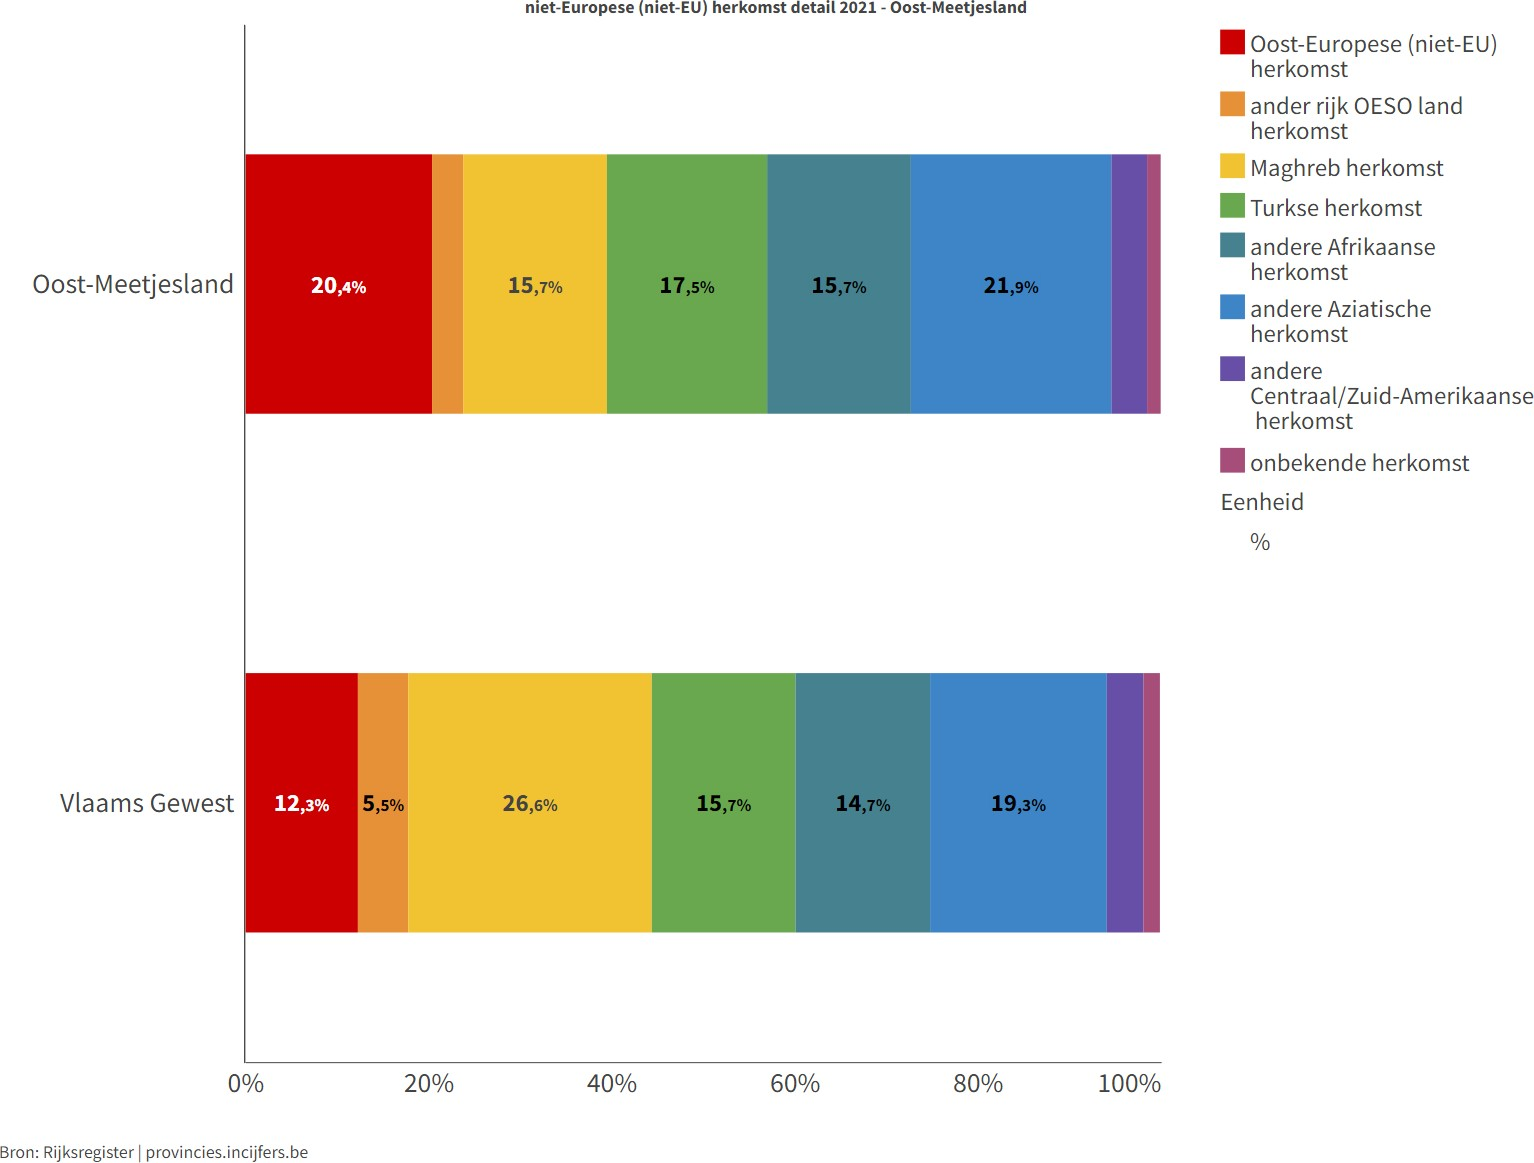 niet-Europese (niet-EU) herkomst detail 2021 - Oost-Meetjesland
Oost-Europese (niet-EU)
herkomst
ander rijk OESO land
herkomst
Maghreb herkomst
Turkse herkomst
andere Afrikaanse
herkomst
andere Aziatische
herkomst
andere
Centraal/Zuid-Amerikaanse
herkomst
onbekende herkomst
Eenheid
%
Oost-Meetjesland
20,4%
15,7%
17,5%
15,7%
21,9%
Vlaams Gewest
12,3%
5,5%
26,6%
15,7%
14,7%
19,3%
0%
20%
40%
60%
80%
100%
Bron: Rijksregister | provincies.incijfers.be